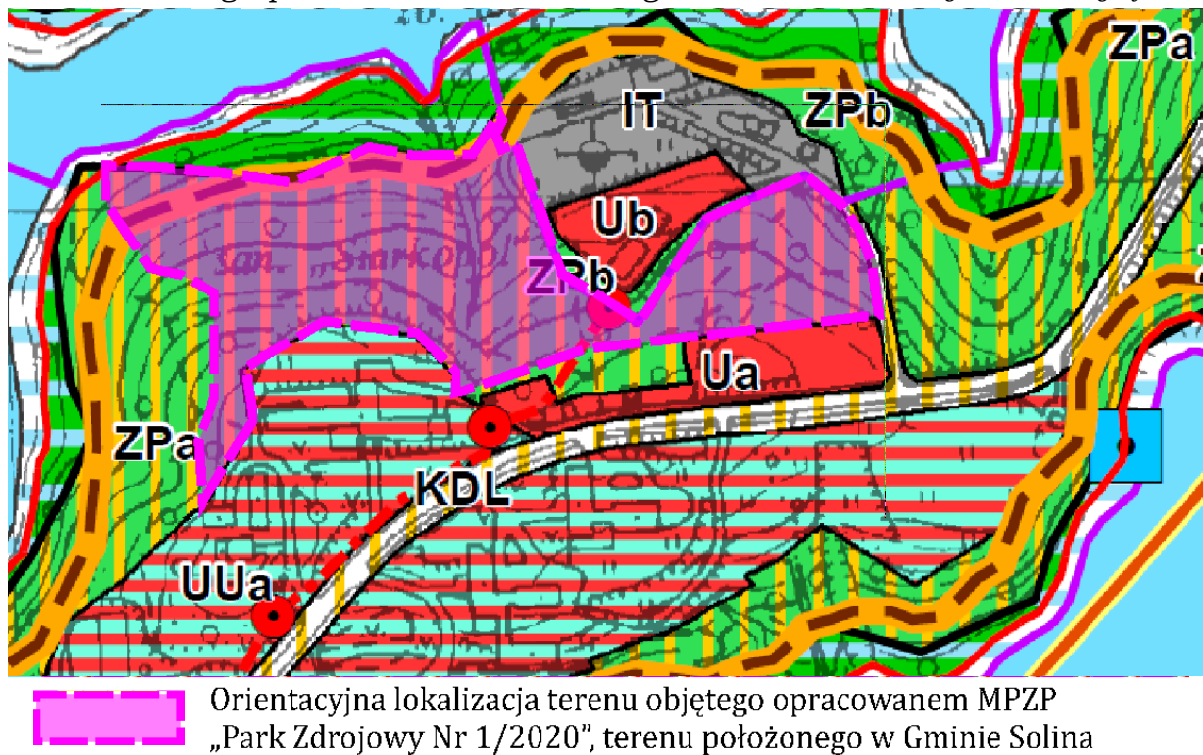 ZPa
IT
ZPb
Ub
ZPb
Ua
ZPa
KDL
UUa
Orientacyjna lokalizacja terenu objętego opracowanem MPZP
„Park Zdrojowy Nr 1/2020”, terenu położonego w Gminie Solina